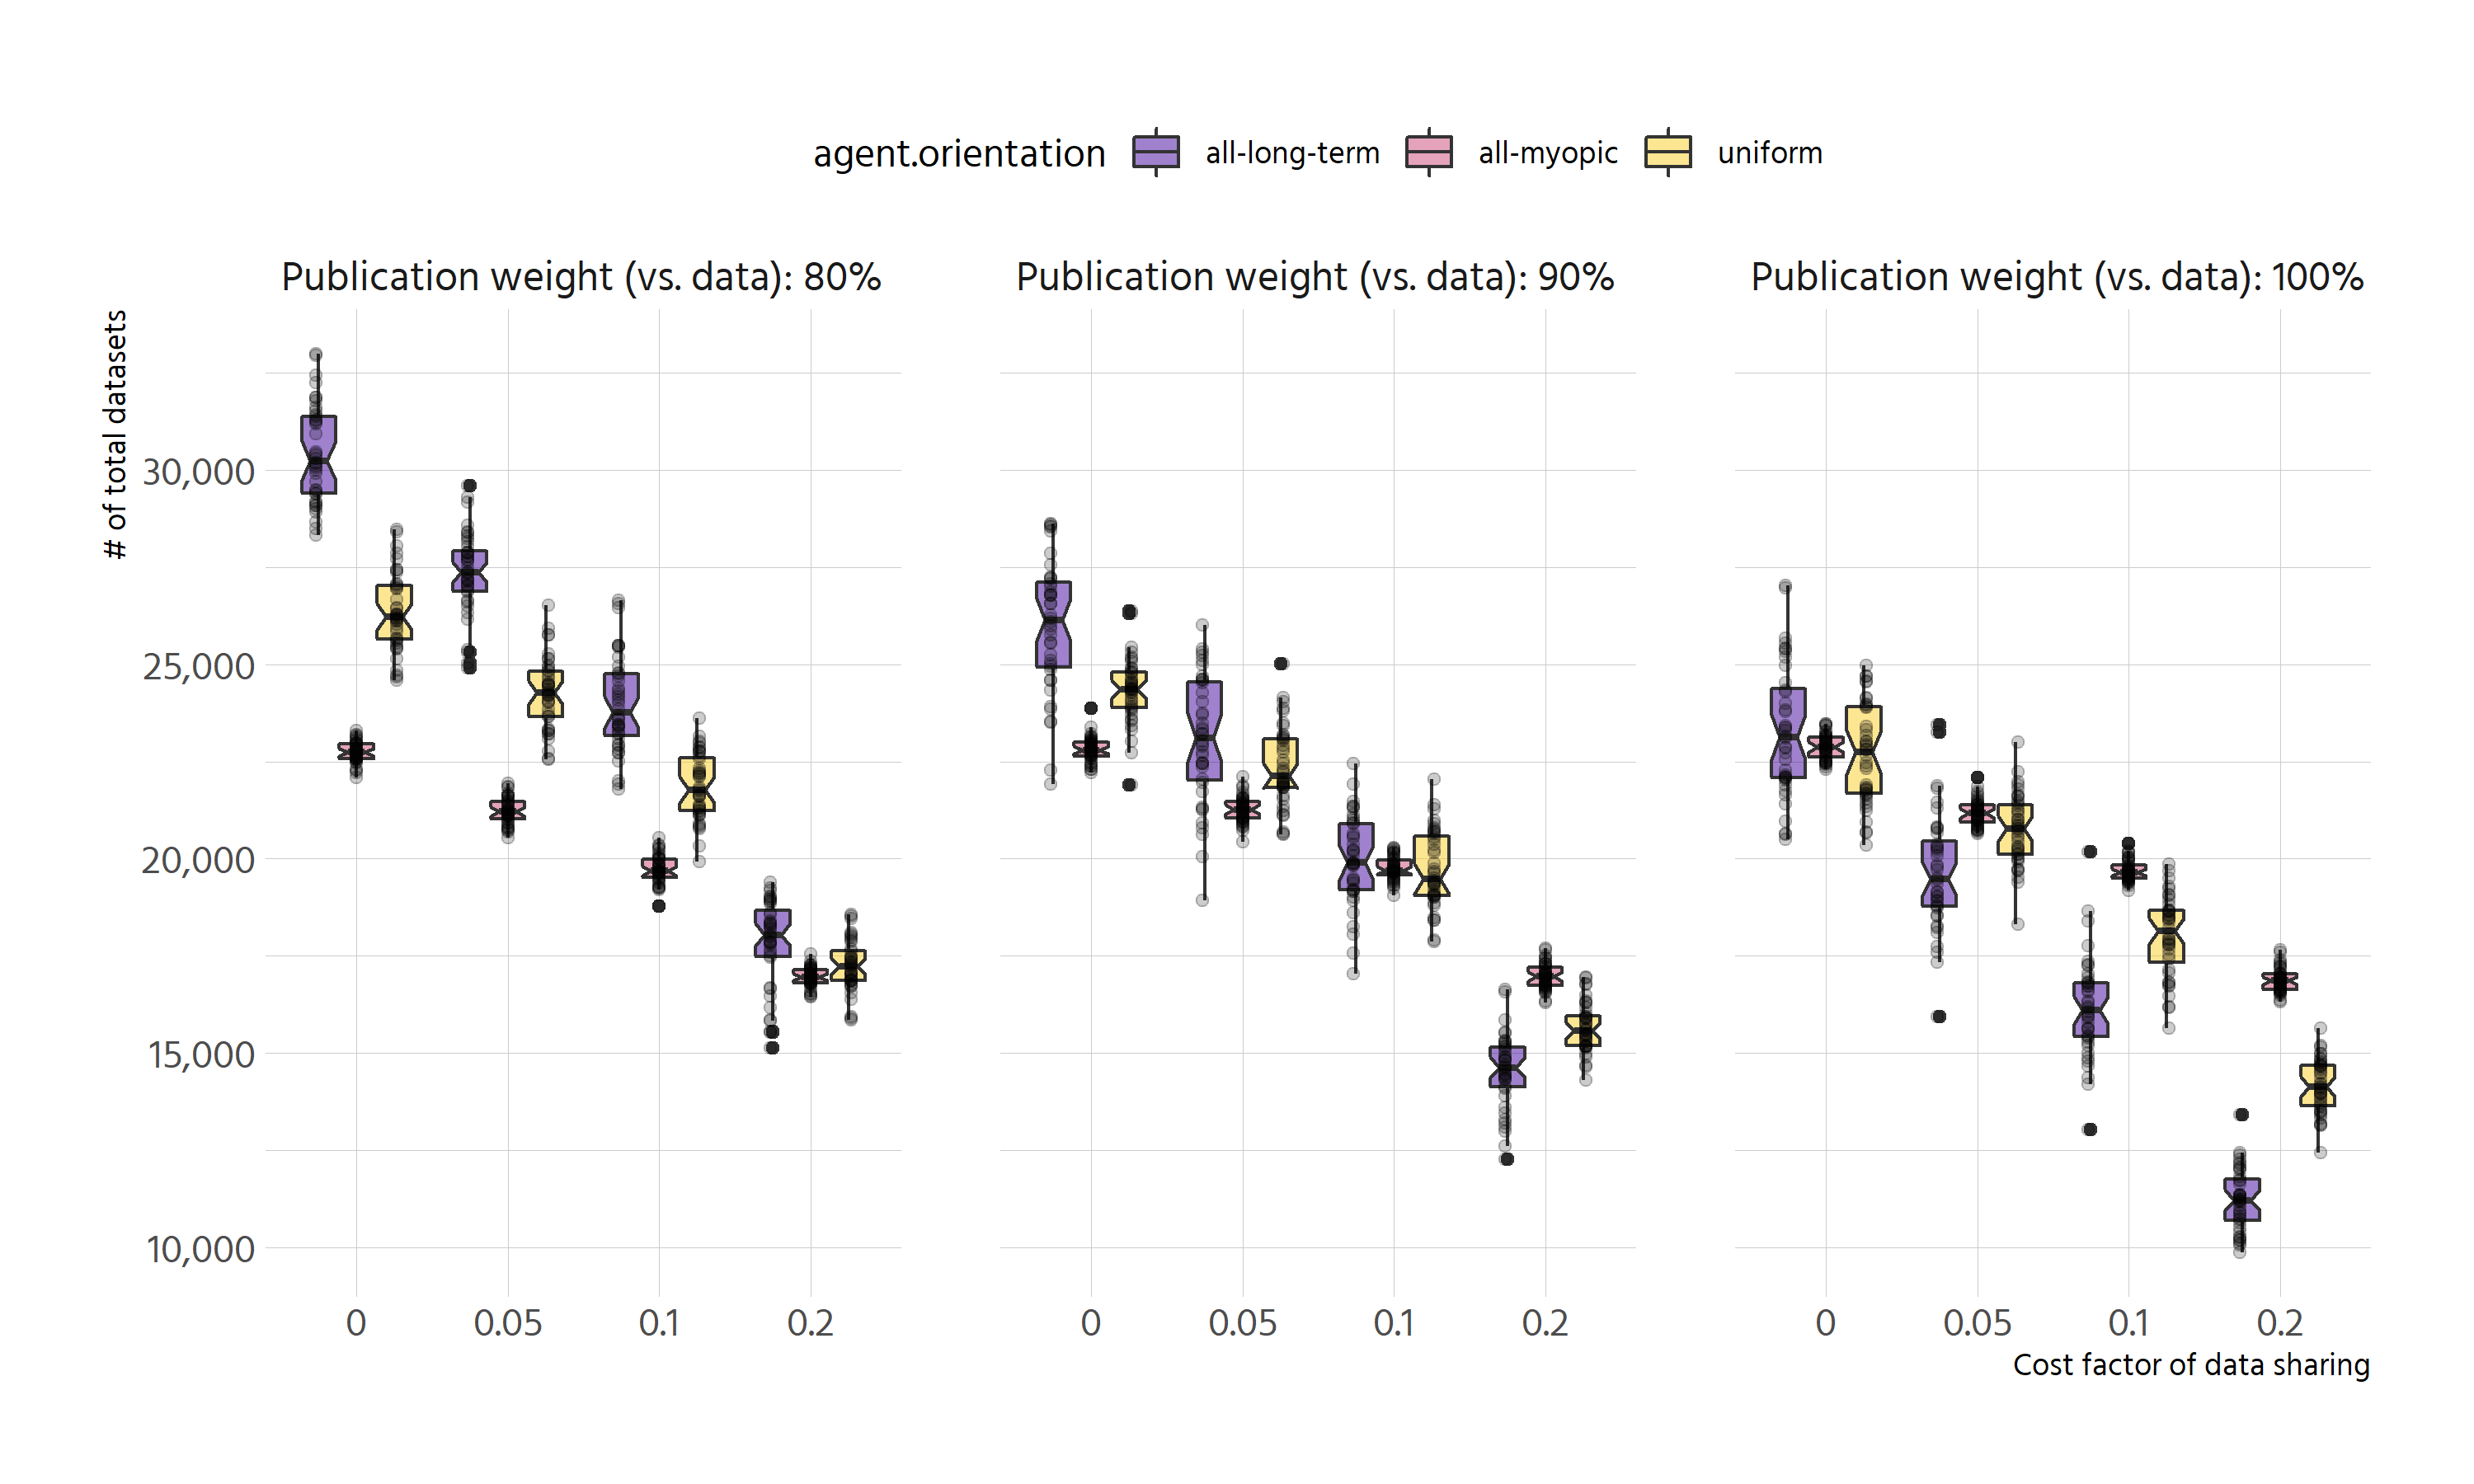 agent.orientation all-long-term all-myopic uniform
Publication weight (vs. data): 80% Publication weight (vs. data): 90% Publication weight (vs. data): 100%
# of total datasets
30,000
25,000
20,000
15,000
10,000
0 0.05 0.1 0.2 0 0.05 0.1 0.2 0 0.05 0.1 0.2
Cost factor of data sharing